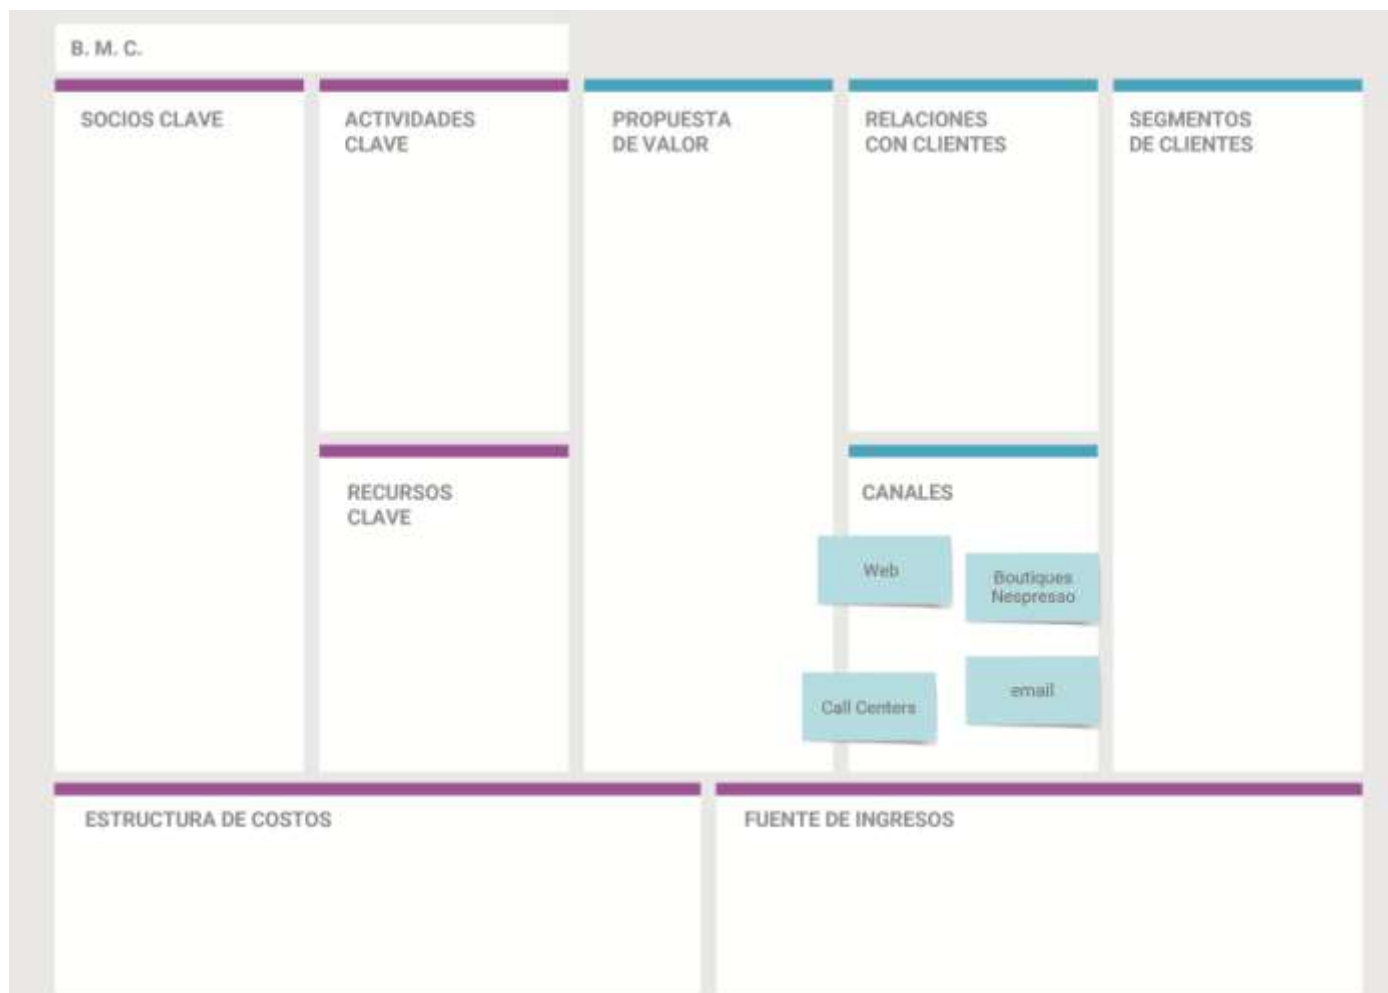 B. M. C.
SOCIOS CLAVE
ACTIVIDADES
CLAVE
RECURSOS
CLAVE
PROPUESTA
DE VALOR
RELACIONES
CON CLIENTES
CANALES
Web
Boutiques
Nespresso
Call Centers
email
SEGMENTOS
DE CLIENTES
ESTRUCTURA DE COSTOS
FUENTE DE INGRESOS